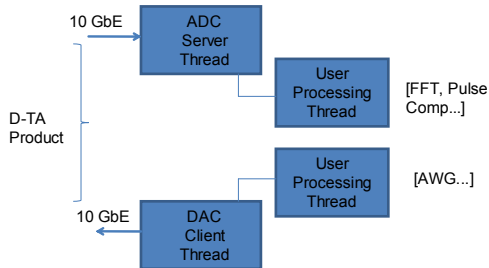 10 GbE
ADC
Server
Thread
User
Processing
Thread
[FFT, Pulse
Comp...]
D-TA
Product
User
Processing
Thread
[AWG...]
10 GbE
DAC
Client
Thread